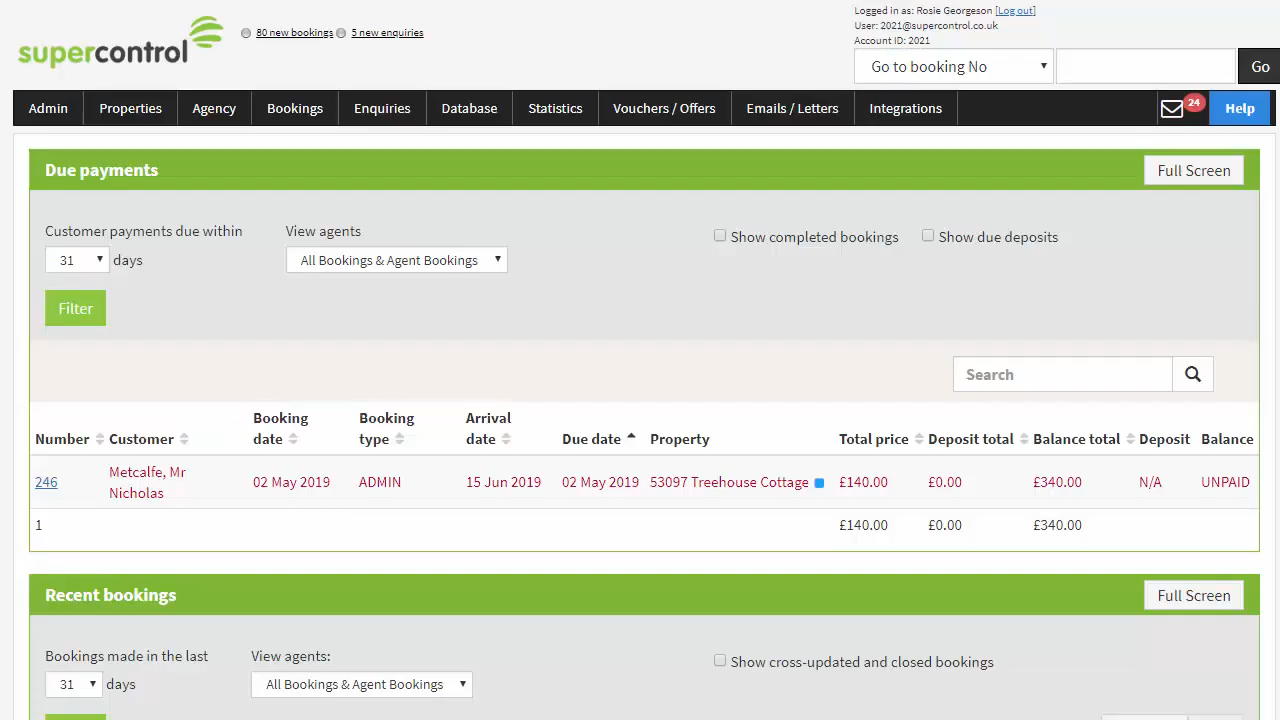 Logged in as: Rosie Georgeson [Log out]
supercontrol 80 new bookings 5 new enquiries User: 2021@supercontrol.co.uk
Account ID: 2021
Go to booking No Go
Admin Properties Agency Bookings Enquiries Database Statistics Vouchers / Offers Emails / Letters Integrations 24 Help
Due payments Full Screen
Customer payments due within View agents Show completed bookings Show due deposits
31 days All Bookings & Agent Bookings
Filter
Search
Number Customer Booking date Booking type Arrival date Due date Property Total price Deposit total Balance total Deposit Balance
246 Metcalfe, Mr Nicholas 02 May 2019 ADMIN 15 Jun 2019 02 May 2019 53097 Treehouse Cottage £140.00 £0.00 £340.00 N/A UNPAID
1 £140.00 £0.00 £340.00
Recent bookings Full Screen
Bookings made in the last View agents: Show cross-updated and closed bookings
31 days All Bookings & Agent Bookings